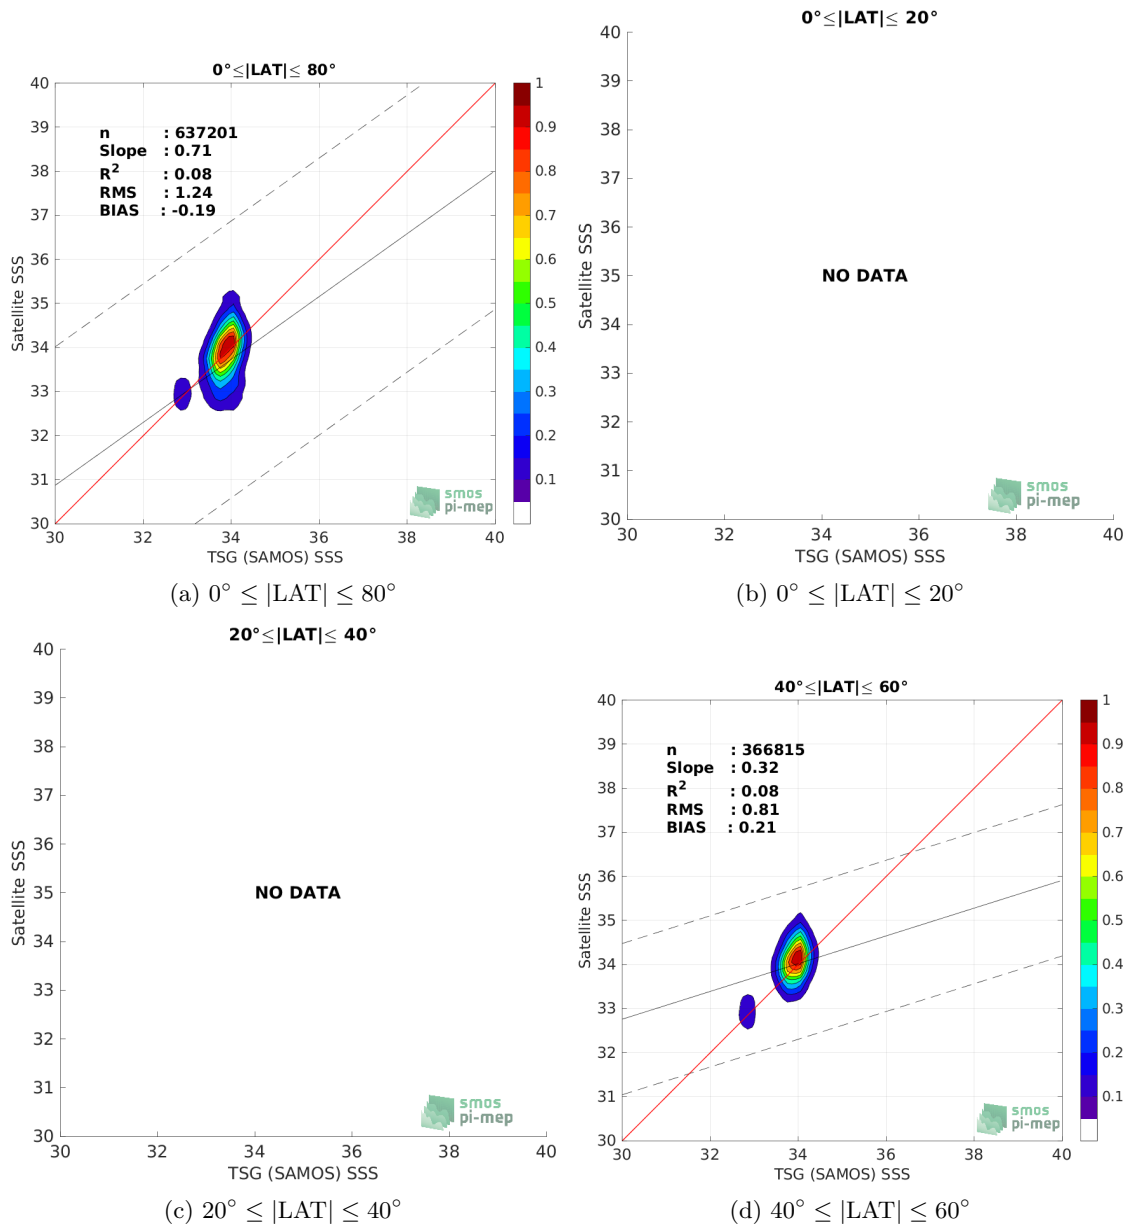 0°≤|LAT|≤ 80°
40
39
38
37
36
35
34
33
32
31
30
Satellite SSS
n : 637201
Slope : 0.71
R² : 0.08
RMS : 1.24
BIAS : -0.19
smos
pi-mep
30 32 34 36 38 40
TSG (SAMOS) SSS
1
0.9
0.8
0.7
0.6
0.5
0.4
0.3
0.2
0.1
(a) 0° ≤ |LAT| ≤ 80°
0°≤|LAT|≤ 20°
40
39
38
37
36
35
34
33
32
31
30
Satellite SSS
NO DATA
smos
pi-mep
30 32 34 36 38 40
TSG (SAMOS) SSS
(b) 0° ≤ |LAT| ≤ 20°
20°≤|LAT|≤ 40°
40
39
38
37
36
35
34
33
32
31
30
Satellite SSS
NO DATA
smos
pi-mep
30 32 34 36 38 40
TSG (SAMOS) SSS
(c) 20° ≤ |LAT| ≤ 40°
40°≤|LAT|≤ 60°
40
39
38
37
36
35
34
33
32
31
30
Satellite SSS
n : 366815
Slope : 0.32
R² : 0.08
RMS : 0.81
BIAS : 0.21
smos
pi-mep
30 32 34 36 38 40
TSG (SAMOS) SSS
1
0.9
0.8
0.7
0.6
0.5
0.4
0.3
0.2
0.1
(d) 40° ≤ |LAT| ≤ 60°